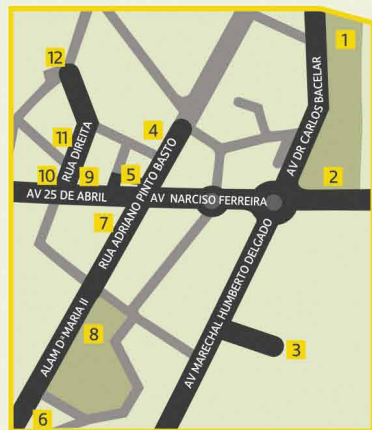 1
12
AV DR CARLOS BACELAR
4
11
RUA DIREITA
10
9
5
2
AV 25 DE ABRIL
AV NARCISO FERREIRA
7
RUA ADRIANO PINTO BASTO
AV MARECHAL HUMBERTO DELGADO
8
3
ALAM Dª MARIA II
6